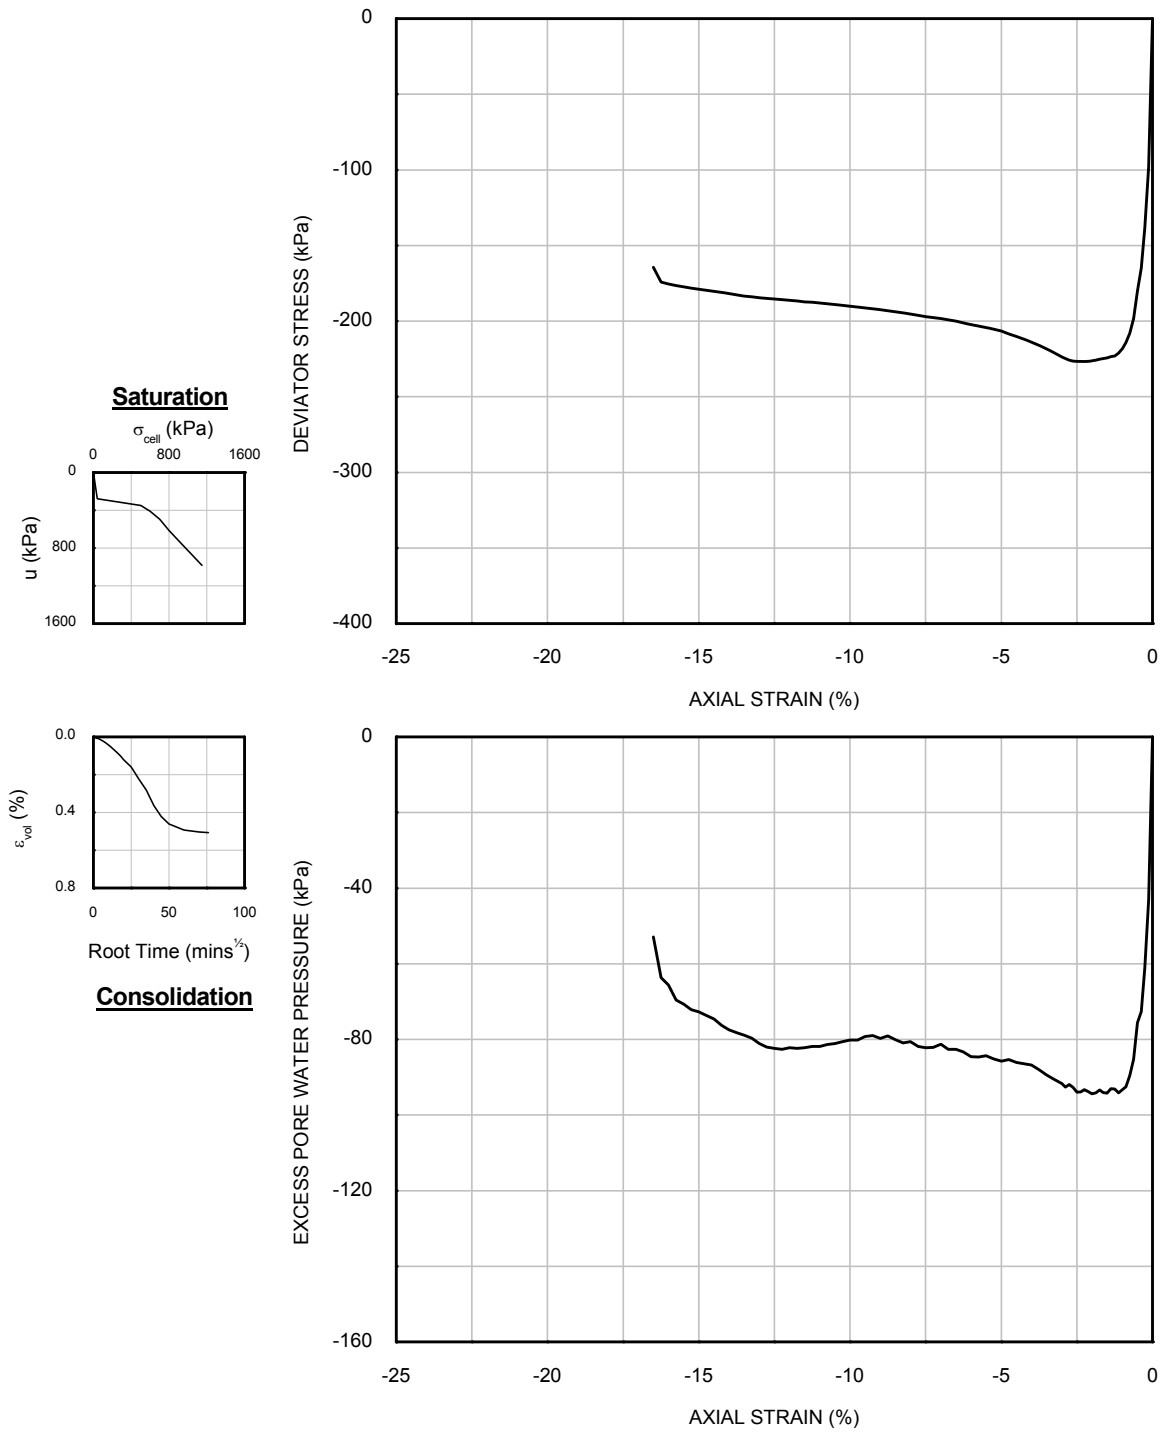 0
-100
-200
-300
-400
DEVIATOR STRESS (kPa)
-25 -20 -15 -10 -5 0
AXIAL STRAIN (%)
Saturation
σcell (kPa)
0 800 1600
0
800
1600
u (kPa)
0.0
0.4
0.8
εvol (%)
0 50 100
Root Time (mins½)
Consolidation
0
-40
-80
-120
-160
EXCESS PORE WATER PRESSURE (kPa)
-25 -20 -15 -10 -5 0
AXIAL STRAIN (%)